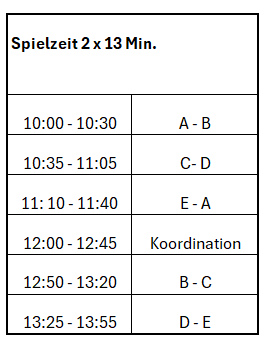 Spielzeit 2 x 13 Min.
10:00 - 10:30 A - B
10:35 - 11:05 C- D
11: 10 - 11:40 E - A
12:00 - 12:45 Koordination
12:50 - 13:20 B - C
13:25 - 13:55 D - E